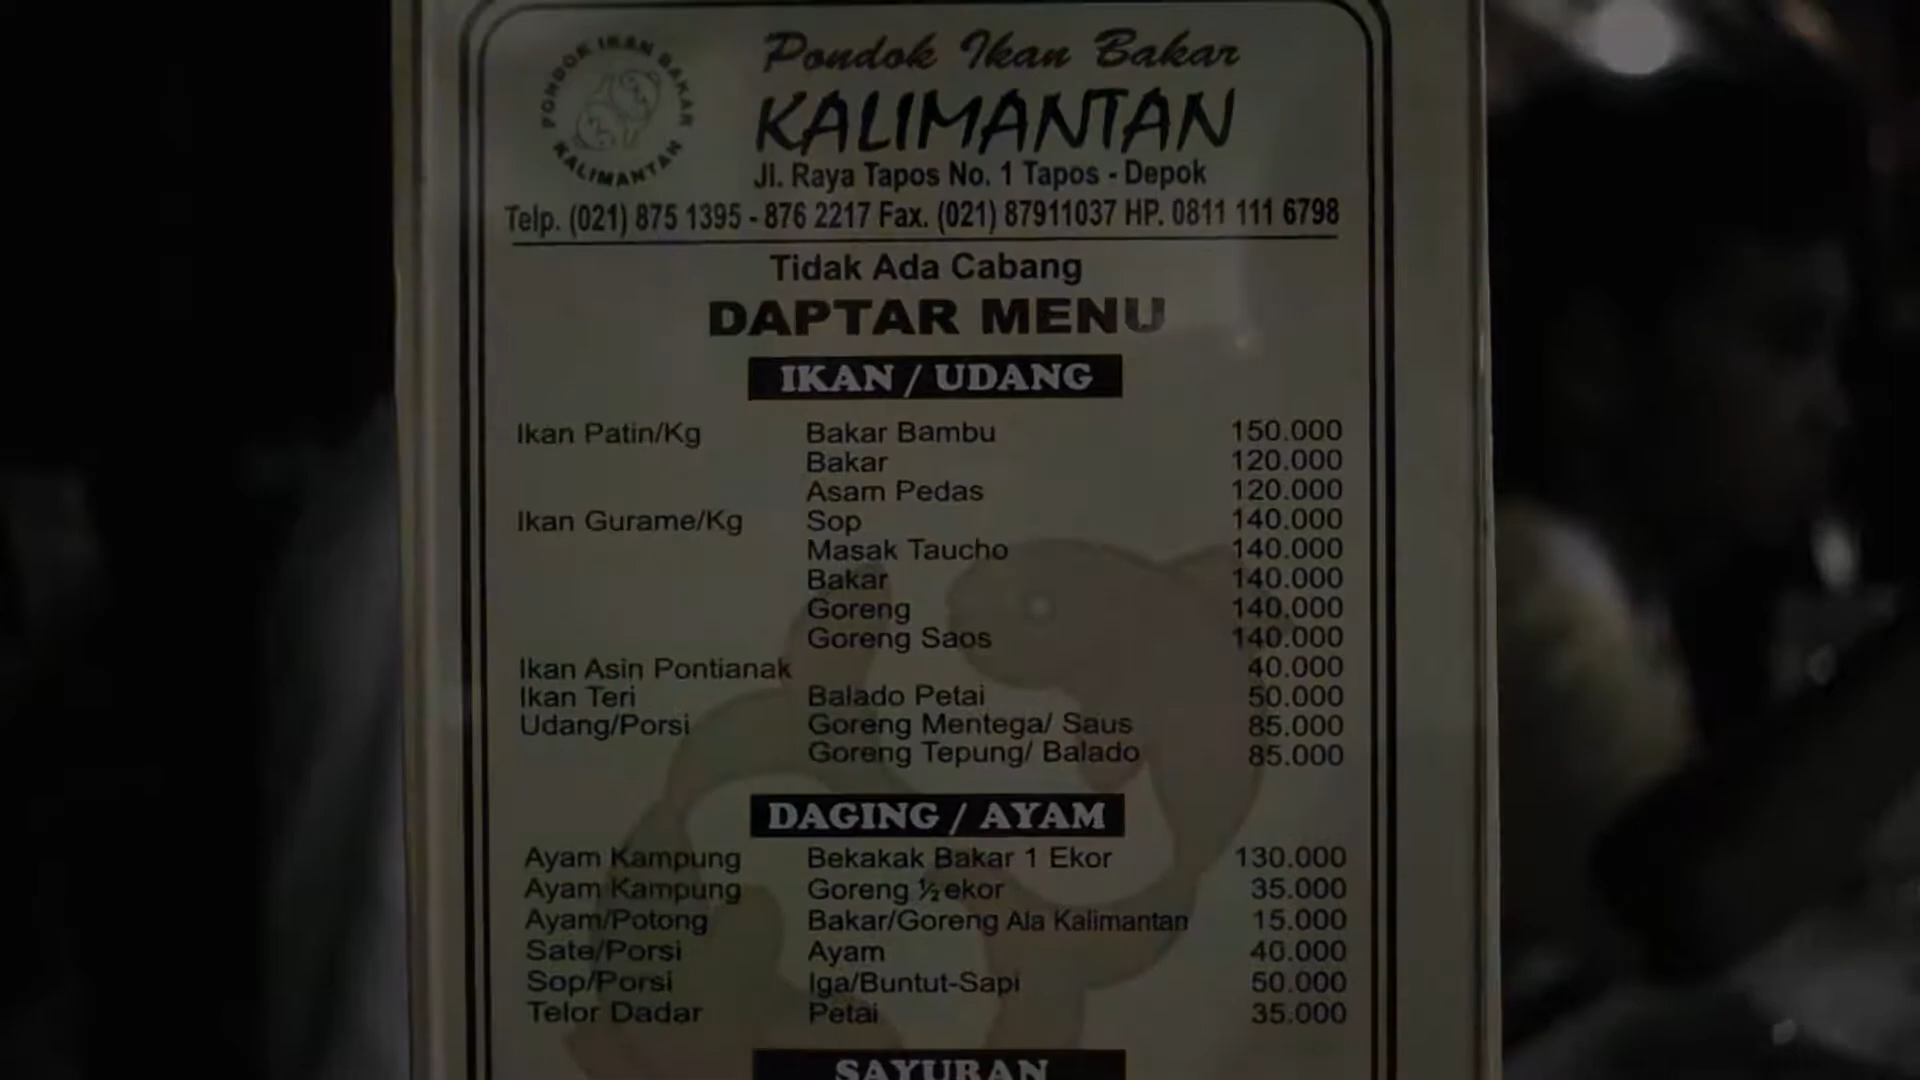 PONDOK IKAN BAKAR
KALIMANTAN
Pondok Ikan Bakar
KALIMANTAN
Jl. Raya Tapos No. 1 Tapos - Depok
Telp. (021) 875 1395 - 876 2217 Fax. (021) 87911037 HP. 0811 111 6798
Tidak Ada Cabang
DAPTAR MENU
IKAN / UDANG
Ikan Patin/Kg Bakar Bambu 150.000
Bakar 120.000
Asam Pedas 120.000
Ikan Gurame/Kg Sop 140.000
Masak Taucho 140.000
Bakar 140.000
Goreng 140.000
Goreng Saos 140.000
Ikan Asin Pontianak 40.000
Ikan Teri Balado Petai 50.000
Udang/Porsi Goreng Mentega/ Saus 85.000
Goreng Tepung/ Balado 85.000
DAGING / AYAM
Ayam Kampung Bekakak Bakar 1 Ekor 130.000
Ayam Kampung Goreng ½ ekor 35.000
Ayam/Potong Bakar/Goreng Ala Kalimantan 15.000
Sate/Porsi Ayam 40.000
Sop/Porsi Iga/Buntut-Sapi 50.000
Telor Dadar Petai 35.000
SAYURAN